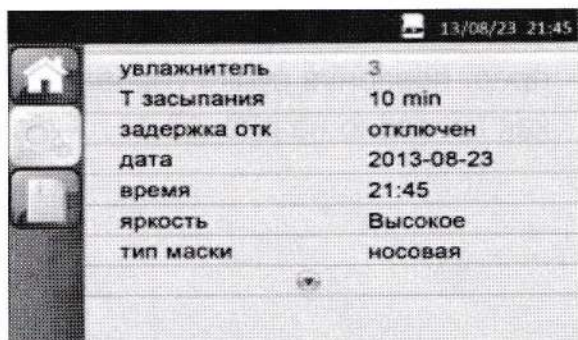 13/08/23 21:45
увлажнитель 3
Т засыпания 10 min
задержка отк отключен
дата 2013-08-23
время 21:45
яркость Высокое
тип маски носовая